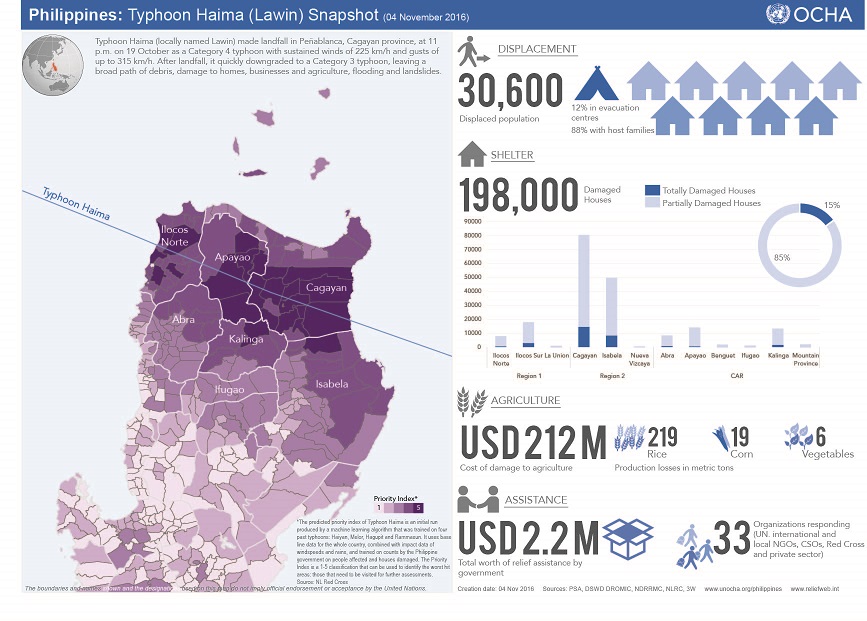 Philippines: Typhoon Haima (Lawin) Snapshot (04 November 2016)
OCHA
Typhoon Haima (locally named Lawin) made landfall in Peñablanca, Cagayan province, at 11
p.m. on 19 October as a Category 4 typhoon with sustained winds of 225 km/h and gusts of
up to 315 km/h. After landfall, it quickly downgraded to a Category 3 typhoon, leaving a
broad path of debris, damage to homes, businesses and agriculture, flooding and landslides.
Typhoon Haima
Ilocos
Norte
Apayao
Cagayan
Abra
Kalinga
Ifugao
Isabela
Priority Index*
1 5
*The predicted priority index of Typhoon Haima is an initial run
produced by a machine learning algorithm that was trained on four
past typhoons: Haiyan, Melor, Hagupit and Rammasun. It uses base
line data for the whole country, combined with impact data of
windspeeds and rains, and trained on counts by the Philippine
government on people affected and houses damaged. The Priority
Index is a 1-5 classification that can be used to identify the worst hit
areas: those that need to be visited for further assessments.
Source: NL Red Cross
The boundaries and names shown and the designations used on this map do not imply official endorsement or acceptance by the United Nations.
DISPLACEMENT
30,600
Displaced population
12% in evacuation
centres
88% with host families
SHELTER
198,000
Damaged
Houses
Totally Damaged Houses
Partially Damaged Houses
15%
85%
90000
80000
70000
60000
50000
40000
30000
20000
10000
0
Ilocos Norte
Ilocos Sur
La Union
Cagayan
Isabela
Nueva Vizcaya
Abra
Apayao
Benguet
Ifugao
Kalinga
Mountain Province
Region 1
Region 2
CAR
AGRICULTURE
USD 212 M
Cost of damage to agriculture
219
Rice
19
Corn
6
Vegetables
Production losses in metric tons
ASSISTANCE
USD 2.2 M
Total worth of relief assistance by
government
33
Organizations responding
(UN. international and
local NGOs, CSOs, Red Cross
and private sector)
Creation date: 04 Nov 2016 Sources: PSA, DSWD DROMIC, NDRRMC, NLRC, 3W www.unocha.org/philippines www.reliefweb.int